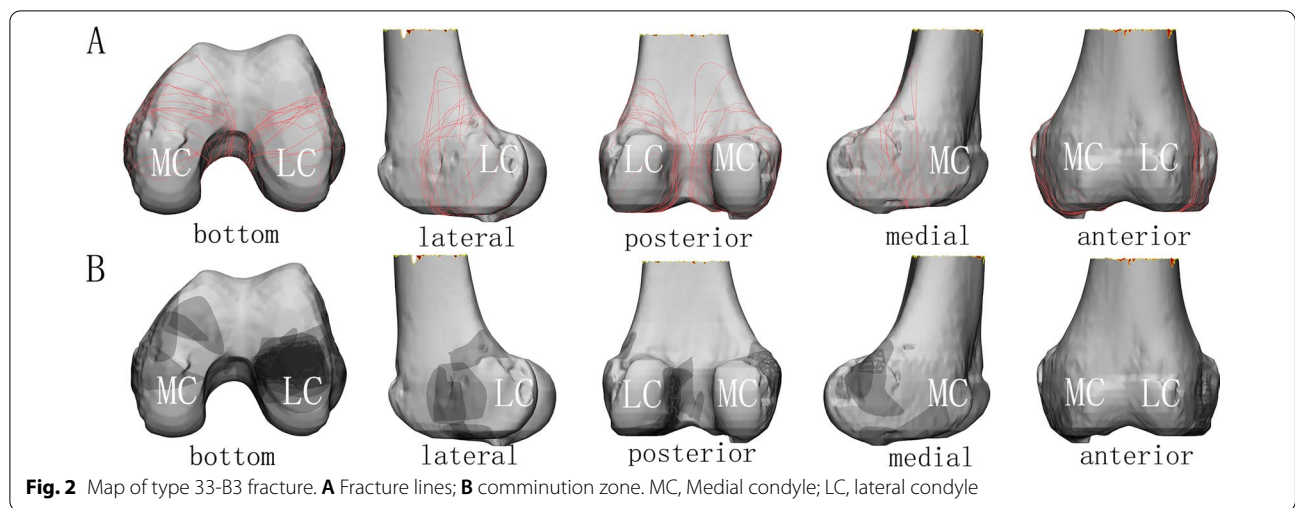 A
MC LC LC LC MC MC MC LC
bottom lateral posterior medial anterior
B
MC LC LC LC MC MC MC LC
bottom lateral posterior medial anterior
Fig. 2 Map of type 33-B3 fracture. A Fracture lines; B comminution zone. MC, Medial condyle; LC, lateral condyle